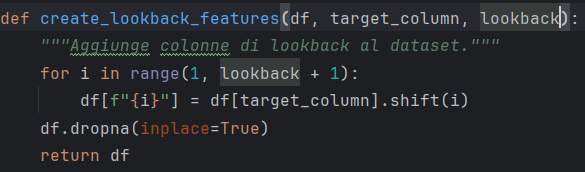 def create_lookback_features(df, target_column, lookback):
    """Aggiunge colonne di lookback al dataset."""
    for i in range(1, lookback + 1):
        df[f"{i}"] = df[target_column].shift(i)
    df.dropna(inplace=True)
    return df